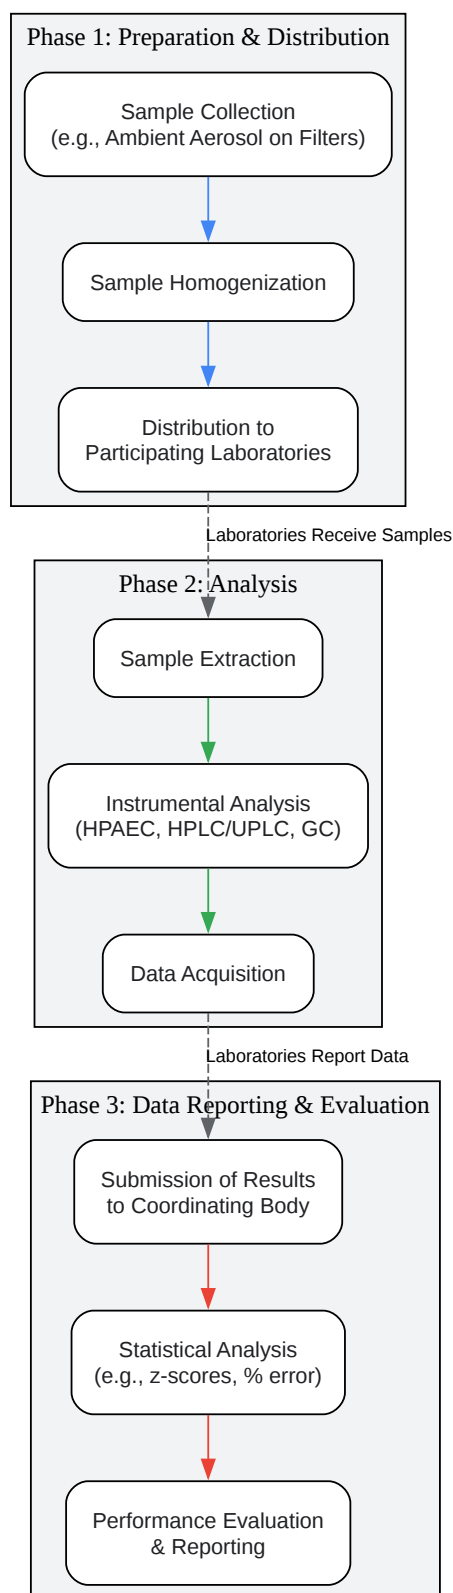 Phase 1: Preparation & Distribution
Sample Collection
(e.g., Ambient Aerosol on Filters)
Sample Homogenization
Distribution to
Participating Laboratories
Laboratories Receive Samples
Phase 2: Analysis
Sample Extraction
Instrumental Analysis
(HPAEC, HPLC/UPLC, GC)
Data Acquisition
Laboratories Report Data
Phase 3: Data Reporting & Evaluation
Submission of Results
to Coordinating Body
Statistical Analysis
(e.g., z-scores, % error)
Performance Evaluation
& Reporting